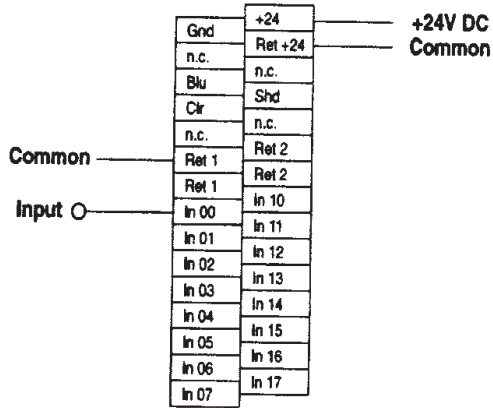 +24 +24V DC
Gnd Ret +24 Common
n.c. n.c.
Blu Shd
Clr n.c.
n.c. Ret 2
Common Ret 1 Ret 2
Ret 1 In 10
Input In 00 In 11
In 01 In 12
In 02 In 13
In 03 In 14
In 04 In 15
In 05 In 16
In 06 In 17
In 07